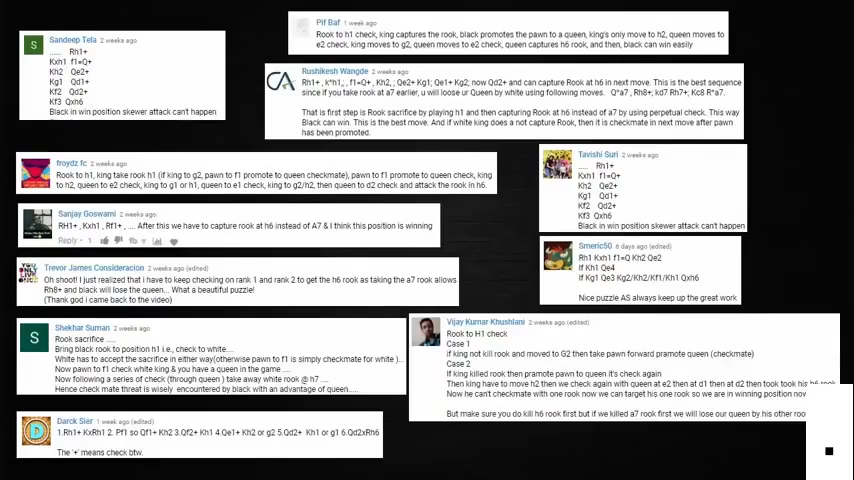 Sandeep Tela 2 weeks ago
...... Rh1+
Kxh1 f1=Q+
Kh2 Qe2+
Kg1 Qd1+
Kf2 Qd2+
Kf3 Qxh6
Black in win position skewer attack can't happen
Pif Baf 1 week ago
Rook to h1 check, king captures the rook, black promotes the pawn to a queen, king's only move to h2, queen moves to
e2 check, king moves to g2, queen moves to e2 check, queen captures h6 rook, and then, black can win easily
Rushikesh Wangde 2 weeks ago
Rh1+ , k*h1,, , f1=Q+ , Kh2, ; Qe2+ Kg1; Qe1+ Kg2; now Qd2+ and can capture Rook at h6 in next move. This is the best sequence
since if you take rook at a7 earlier, u will loose ur Queen by white using following moves. Q*a7 , Rh8+; kd7 Rh7+; Kc8 R*a7.
That is first step is Rook sacrifice by playing h1 and then capturing Rook at h6 instead of a7 by using perpetual check. This way
Black can win. This is the best move. And if white king does not capture Rook, then it is checkmate in next move after pawn
has been promoted.
froydz fc 2 weeks ago
Rook to h1, king take rook h1 (if king to g2, pawn to f1 promote to queen checkmate), pawn to f1 promote to queen check, king
to h2, queen to e2 check, king to g1 or h1, queen to e1 check, king to g2/h2, then queen to d2 check and attack the rook in h6.
Tavishi Suri 2 weeks ago
...... Rh1+
Kxh1 f1=Q+
Kh2 Qe2+
Kg1 Qd1+
Kf2 Qd2+
Kf3 Qxh6
Black in win position skewer attack can't happen
Sanjay Goswami 2 weeks ago
RH1+ , Kxh1 , Rf1+ , .... After this we have to capture rook at h6 instead of A7 & I think this position is winning
Reply · 1
Smeric50 6 days ago (edited)
Rh1 Kxh1 f1=Q Kh2 Qe2
If Kh1 Qe4
If Kg1 Qe3 Kg2/Kh2/Kf1/Kh1 Qxh6
Nice puzzle AS always keep up the great work
YOU ONLY LIVE ONCE
Trevor James Consideracion 2 weeks ago (edited)
Oh shoot! I just realized that i have to keep checking on rank 1 and rank 2 to get the h6 rook as taking the a7 rook allows
Rh8+ and black will lose the queen... What a beautiful puzzle!
(Thank god i came back to the video)
Shekhar Suman 2 weeks ago
Rook sacrifice .....
Bring black rook to position h1 i.e., check to white....
White has to accept the sacrifice in either way(otherwise pawn to f1 is simply checkmate for white )...
Now pawn to f1 check white king & you have a queen in the game ....
Now following a series of check (through queen ) take away white rook @ h7 ....
Hence check mate threat is wisely encountered by black with an advantage of queen.....
Vijay Kumar Khushlani 2 weeks ago (edited)
Rook to H1 check
Case 1
if king not kill rook and moved to G2 then take pawn forward pramote queen (checkmate)
Case 2
If king killed rook then pramote pawn to queen it's check again
Then king have to move h2 then we check again with queen at e2 then at d1 then at d2 then took took his h6 rook
Now he can't checkmate with one rook now we can target his one rook so we are in winning position now
But make sure you do kill h6 rook first but if we killed a7 rook first we will lose our queen by his other roo
Darck Sier 1 week ago (edited)
1.Rh1+ KxRh1 2. Pf1 so Qf1+ Kh2 3.Qf2+ Kh1 4.Qe1+ Kh2 or g2 5.Qd2+ Kh1 or g1 6.Qd2xRh6
The '+' means check btw.